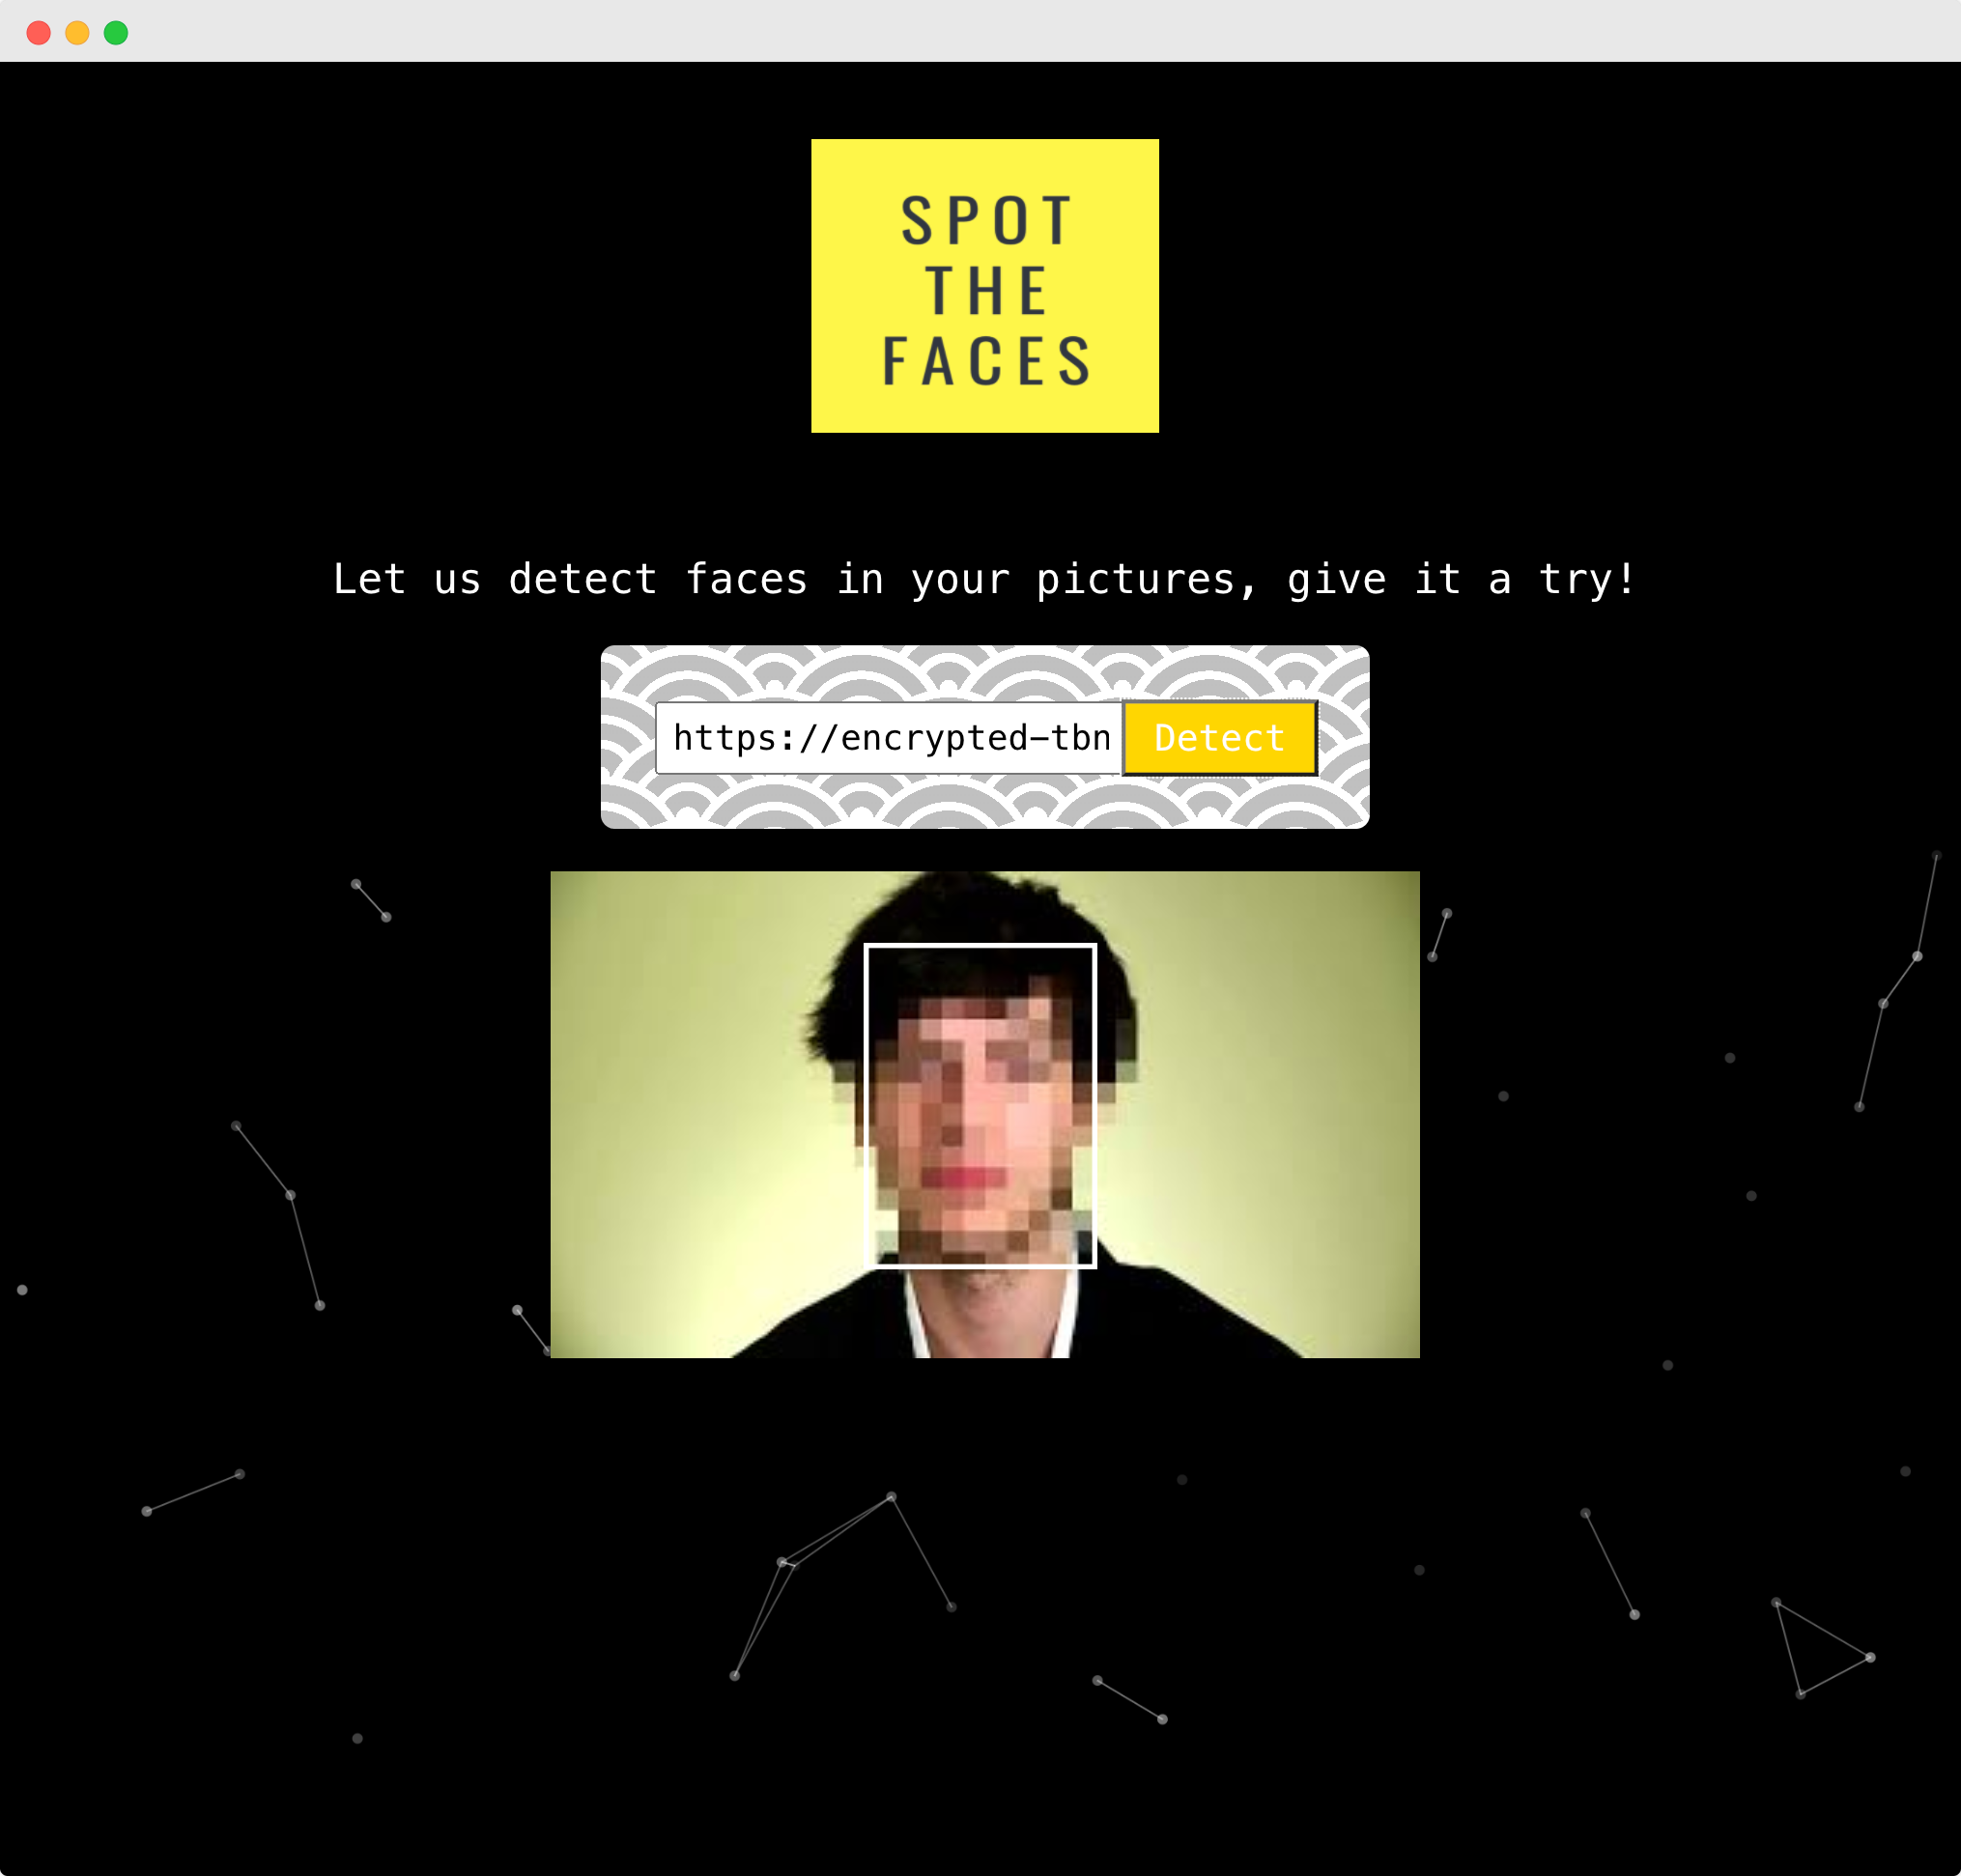 SPOT
THE
FACES
Let us detect faces in your pictures, give it a try!
https://encrypted-tbn Detect